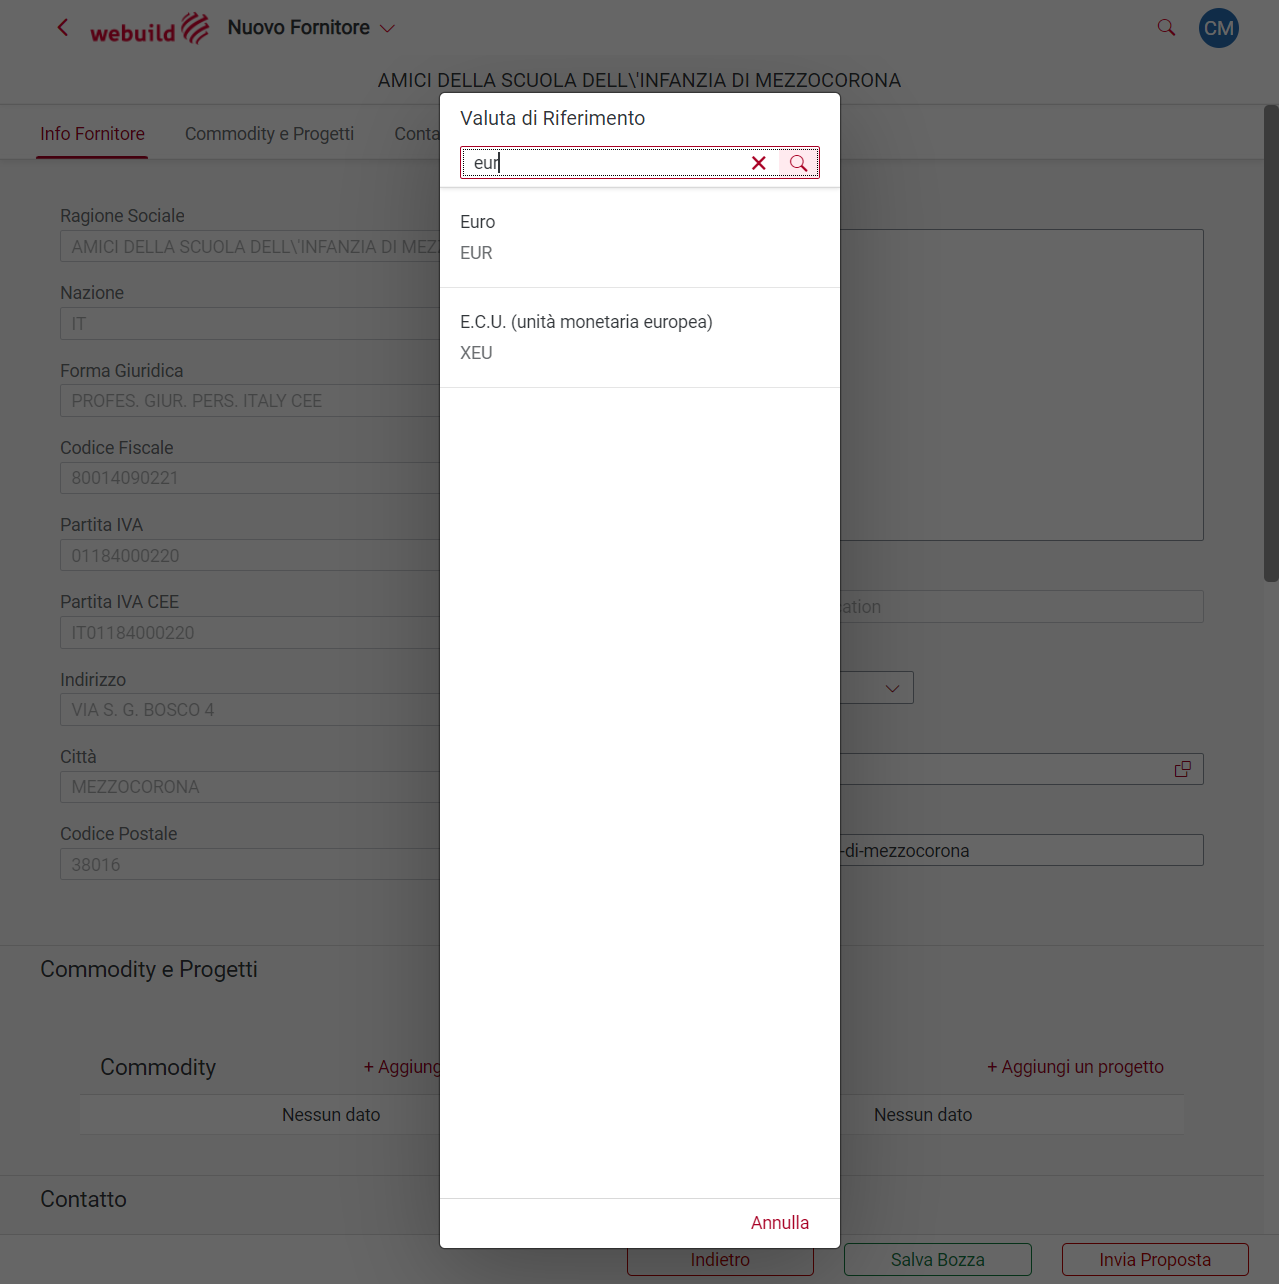 webuild
Nuovo Fornitore
CM
AMICI DELLA SCUOLA DELL\'INFANZIA DI MEZZOCORONA
Info Fornitore
Commodity e Progetti
Conta
Valuta di Riferimento
eur
Euro
EUR
E.C.U. (unità monetaria europea)
XEU
Annulla
Ragione Sociale
AMICI DELLA SCUOLA DELL\'INFANZIA DI MEZ
Nazione
IT
Forma Giuridica
PROFES. GIUR. PERS. ITALY CEE
Codice Fiscale
80014090221
Partita IVA
01184000220
Partita IVA CEE
IT01184000220
Indirizzo
VIA S. G. BOSCO 4
Città
MEZZOCORONA
Codice Postale
38016
cation
-di-mezzocorona
Commodity e Progetti
Commodity
+ Aggiung
+ Aggiungi un progetto
Nessun dato
Nessun dato
Contatto
Indietro
Salva Bozza
Invia Proposta